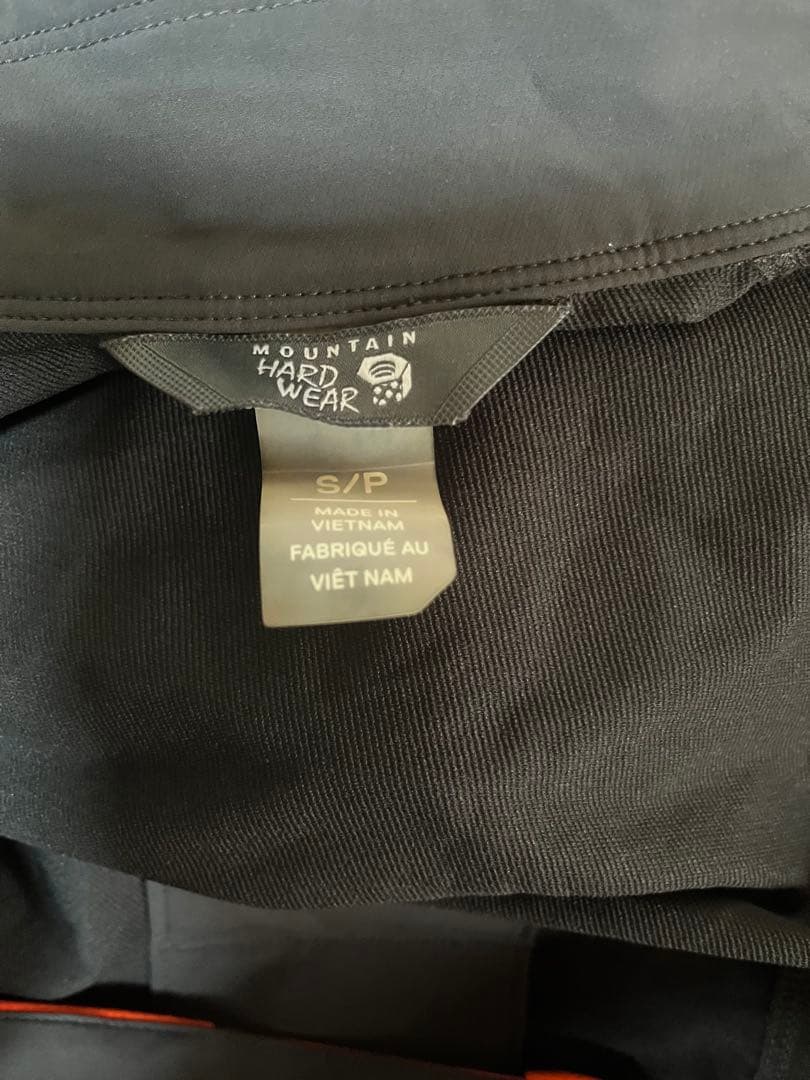 MOUNTAIN
HARD
WEAR
S/P
MADE IN
VIETNAM
FABRIQUÉ AU
VIÊT NAM